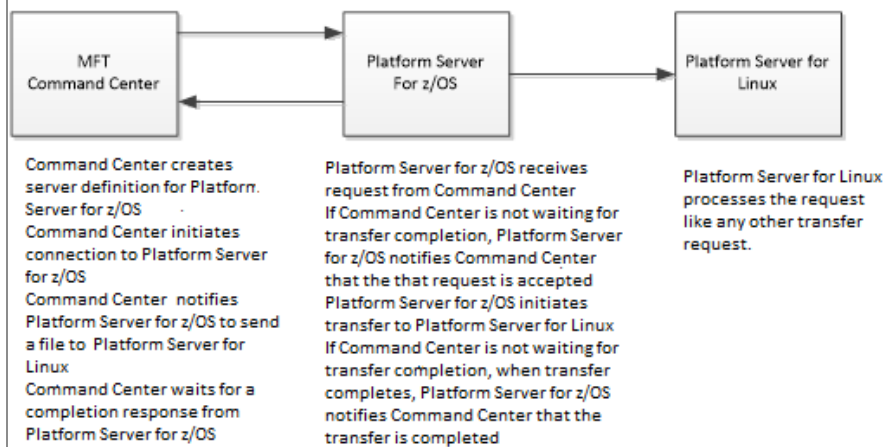 MFT
Command Center
Platform Server
For z/OS
Platform Server for
Linux
Command Center creates
server definition for Platform.
Server for z/OS
Command Center initiates
connection to Platform Server
for z/OS
Command Center notifies
Platform Server for z/OS to send
a file to Platform Server for
Linux
Command Center waits for a
completion response from
Platform Server for z/OS
Platform Server for z/OS receives
request from Command Center
If Command Center is not waiting for
transfer completion, Platform Server
for z/OS notifies Command Center
that the that request is accepted
Platform Server for z/OS initiates
transfer to Platform Server for Linux
If Command Center is not waiting for
transfer completion, when transfer
completes, Platform Server for z/OS
notifies Command Center that the
transfer is completed
Platform Server for Linux
processes the request
like any other transfer
request.